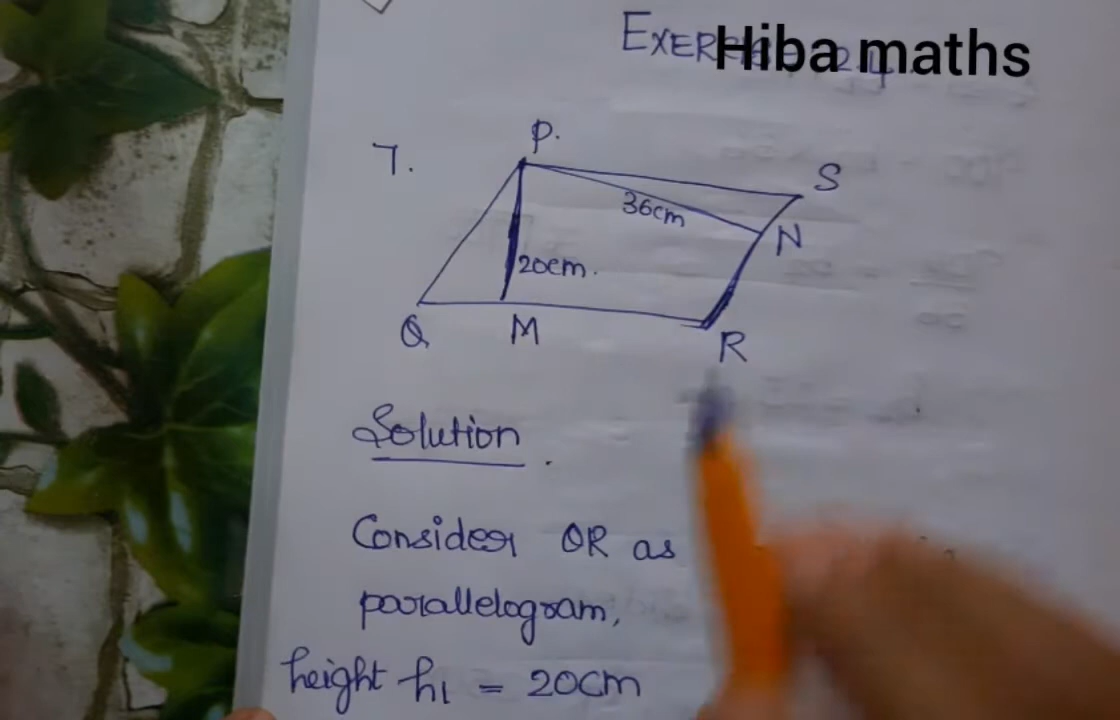 Hiba maths
7.
P.
S
36cm
N
20cm.
Q
M
R
Solution.
Consider QR as
parallelogram,
height h1 = 20cm